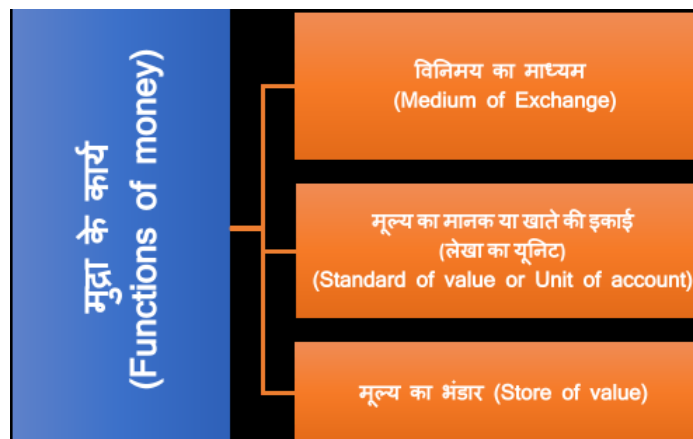 मुद्रा के कार्य
(Functions of money)
विनिमय का माध्यम
(Medium of Exchange)
मूल्य का मानक या खाते की इकाई
(लेखा का यूनिट)
(Standard of value or Unit of account)
मूल्य का भंडार (Store of value)